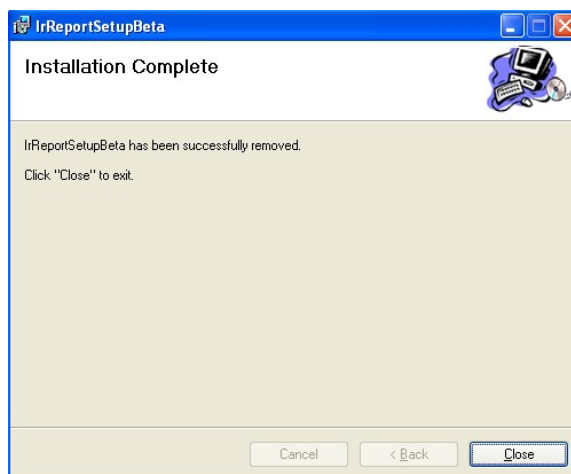 IrReportSetupBeta
Installation Complete
IrReportSetupBeta has been successfully removed.
Click "Close" to exit.
Cancel
< Back
Close